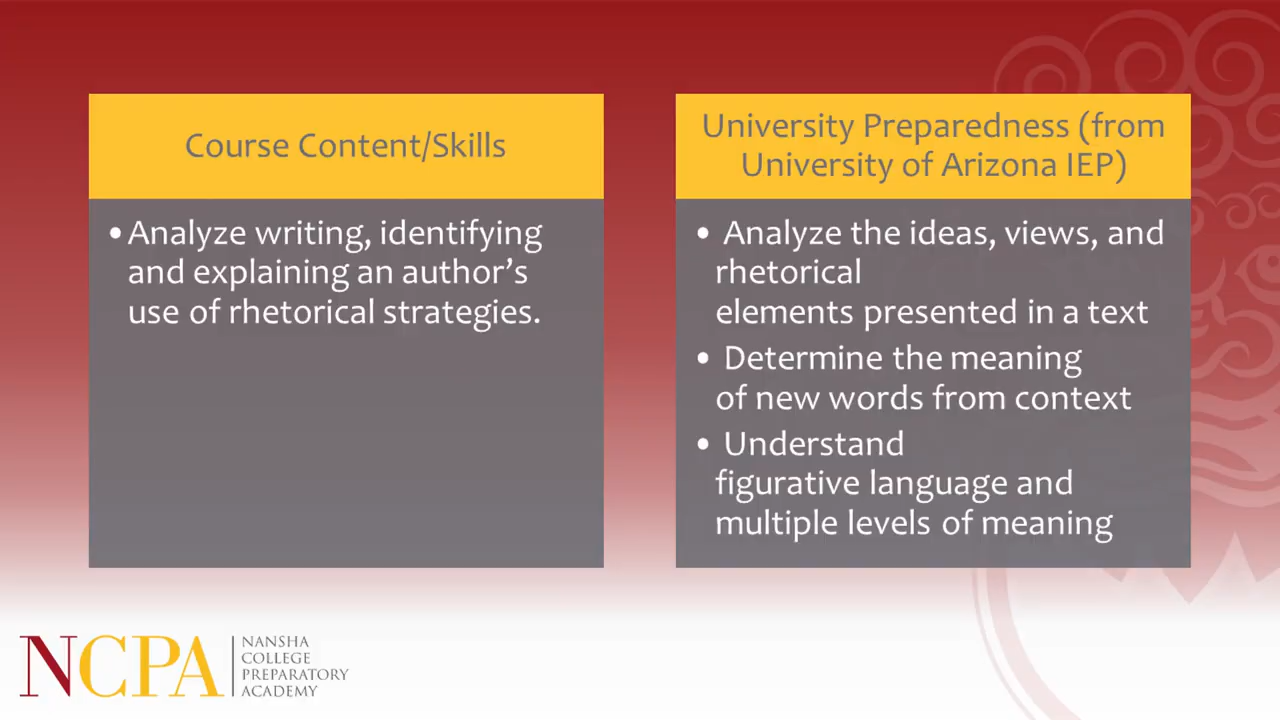 Course Content/Skills
•Analyze writing, identifying
and explaining an author’s
use of rhetorical strategies.
University Preparedness (from
University of Arizona IEP)
• Analyze the ideas, views, and
rhetorical
elements presented in a text
• Determine the meaning
of new words from context
• Understand
figurative language and
multiple levels of meaning
NCPA
NANSHA
COLLEGE
PREPARATORY
ACADEMY